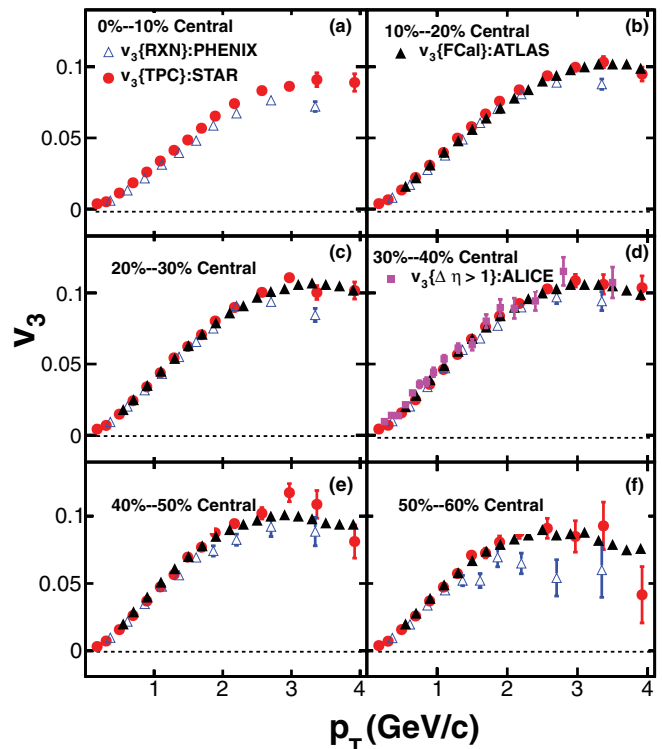 0%--10% Central (a)
v3{RXN}:PHENIX
v3{TPC}:STAR
10%--20% Central (b)
v3{FCal}:ATLAS
0.1
0.05
0
20%--30% Central (c)
30%--40% Central (d)
v3{Δ η > 1}:ALICE
0.1
0.05
0
v3
40%--50% Central (e)
50%--60% Central (f)
0.1
0.05
0
1 2 3 0 1 2 3 4
pT (GeV/c)